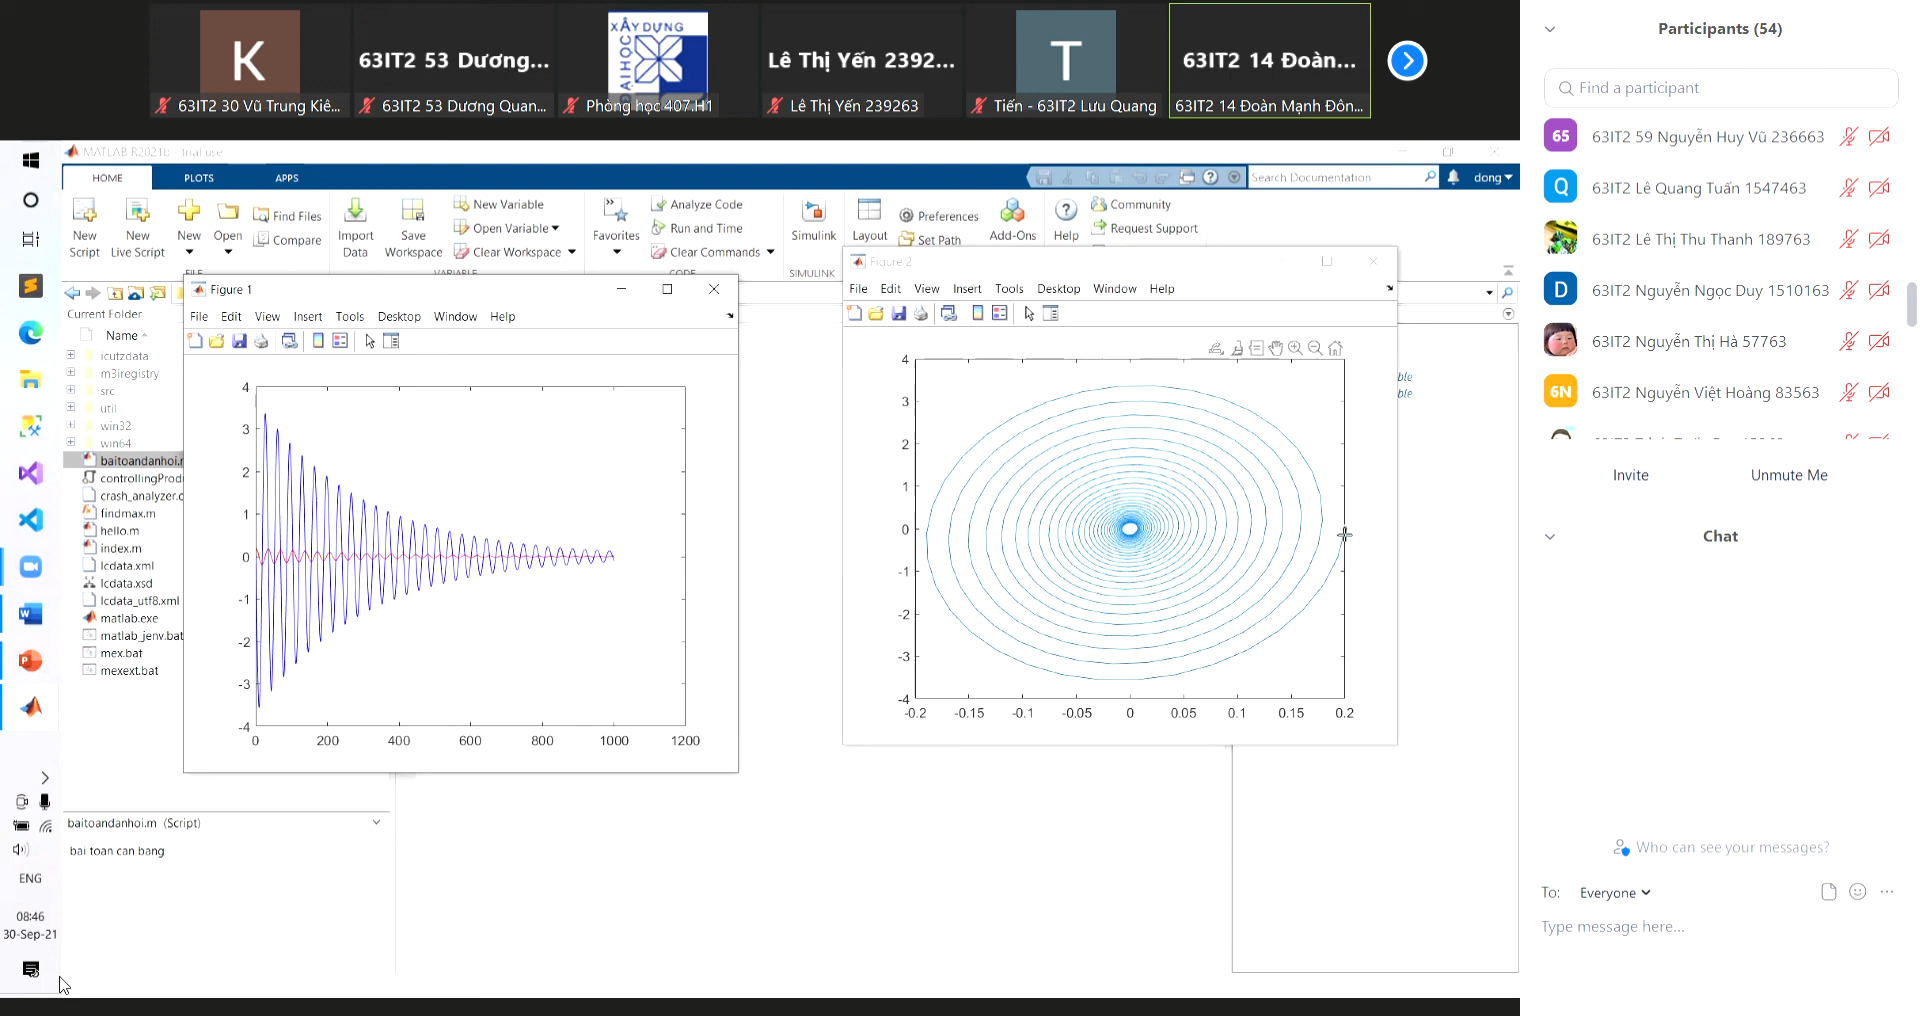 K
63IT2 53 Dương...
XÂY DỰNG
ĐẠI HỌC
Lê Thị Yến 2392...
T
63IT2 14 Đoàn...
63IT2 30 Vũ Trung Kiê...
63IT2 53 Dương Quan...
Phòng học 407.H1
Lê Thị Yến 239263
Tiến - 63IT2 Lưu Quang
63IT2 14 Đoàn Mạnh Đôn...
MATLAB R2021b - trial use
HOME PLOTS APPS
Search Documentation
dong
New Script
New Live Script
New
Open
Find Files
Compare
FILE
Import Data
Save Workspace
New Variable
Open Variable
Clear Workspace
VARIABLE
Favorites
Analyze Code
Run and Time
Clear Commands
CODE
Simulink
SIMULINK
Layout
Preferences
Set Path
Add-Ons
Help
Community
Request Support
Current Folder
Name
icutzdata
m3iregistry
src
util
win32
win64
baitoandanhoi.m
controllingProdu
crash_analyzer.c
findmax.m
hello.m
index.m
lcdata.xml
lcdata.xsd
lcdata_utf8.xml
matlab.exe
matlab_jenv.bat
mex.bat
mexext.bat
baitoandanhoi.m (Script)
bai toan can bang
Figure 1
File Edit View Insert Tools Desktop Window Help
4
3
2
1
0
-1
-2
-3
-4
0 200 400 600 800 1000 1200
Figure 2
File Edit View Insert Tools Desktop Window Help
4
3
2
1
0
-1
-2
-3
-4
-0.2 -0.15 -0.1 -0.05 0 0.05 0.1 0.15 0.2
ble
ble
ENG
08:46
30-Sep-21
Participants (54)
Find a participant
65 63IT2 59 Nguyễn Huy Vũ 236663
Q 63IT2 Lê Quang Tuấn 1547463
63IT2 Lê Thị Thu Thanh 189763
D 63IT2 Nguyễn Ngọc Duy 1510163
63IT2 Nguyễn Thị Hà 57763
6N 63IT2 Nguyễn Việt Hoàng 83563
Invite Unmute Me
Chat
Who can see your messages?
To: Everyone
Type message here...